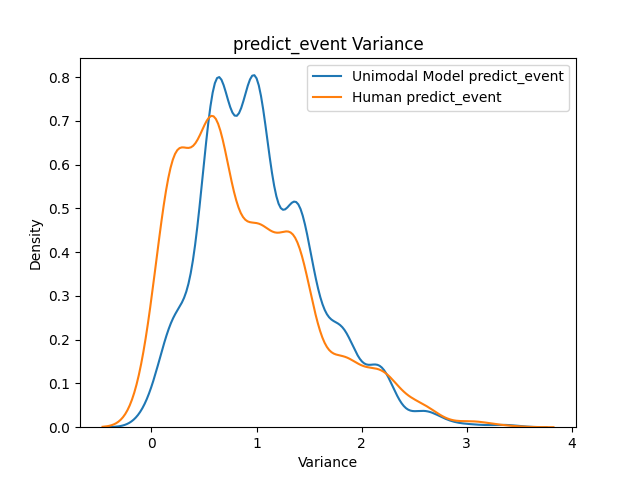 predict_event Variance
Unimodal Model predict_event
Human predict_event
Density
0.8
0.7
0.6
0.5
0.4
0.3
0.2
0.1
0.0
0
1
2
3
4
Variance